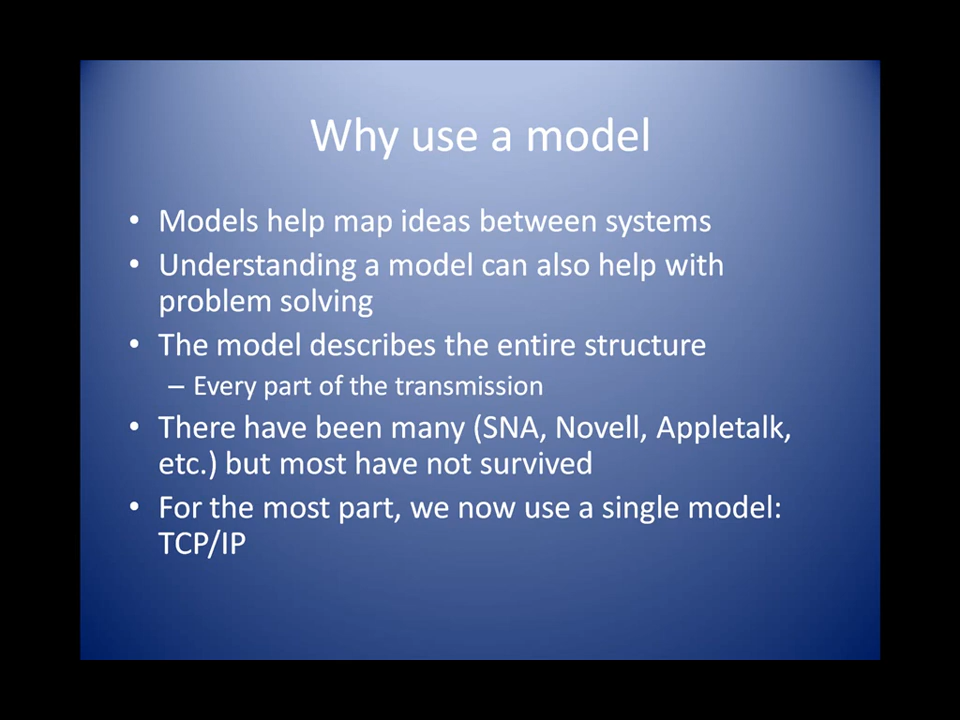 Why use a model
• Models help map ideas between systems
• Understanding a model can also help with
problem solving
• The model describes the entire structure
– Every part of the transmission
• There have been many (SNA, Novell, Appletalk,
etc.) but most have not survived
• For the most part, we now use a single model:
TCP/IP